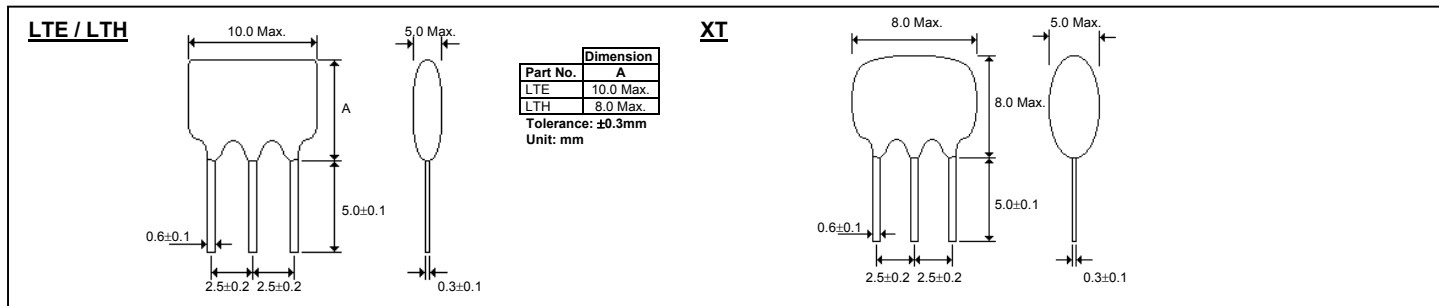 LTE / LTH
10.0 Max.
5.0 Max.
A
5.0±0.1
0.6±0.1
2.5±0.2
2.5±0.2
0.3±0.1
Dimension
Part No. A
LTE 10.0 Max.
LTH 8.0 Max.
Tolerance: ±0.3mm
Unit: mm
XT
8.0 Max.
5.0 Max.
8.0 Max.
5.0±0.1
0.6±0.1
2.5±0.2
2.5±0.2
0.3±0.1